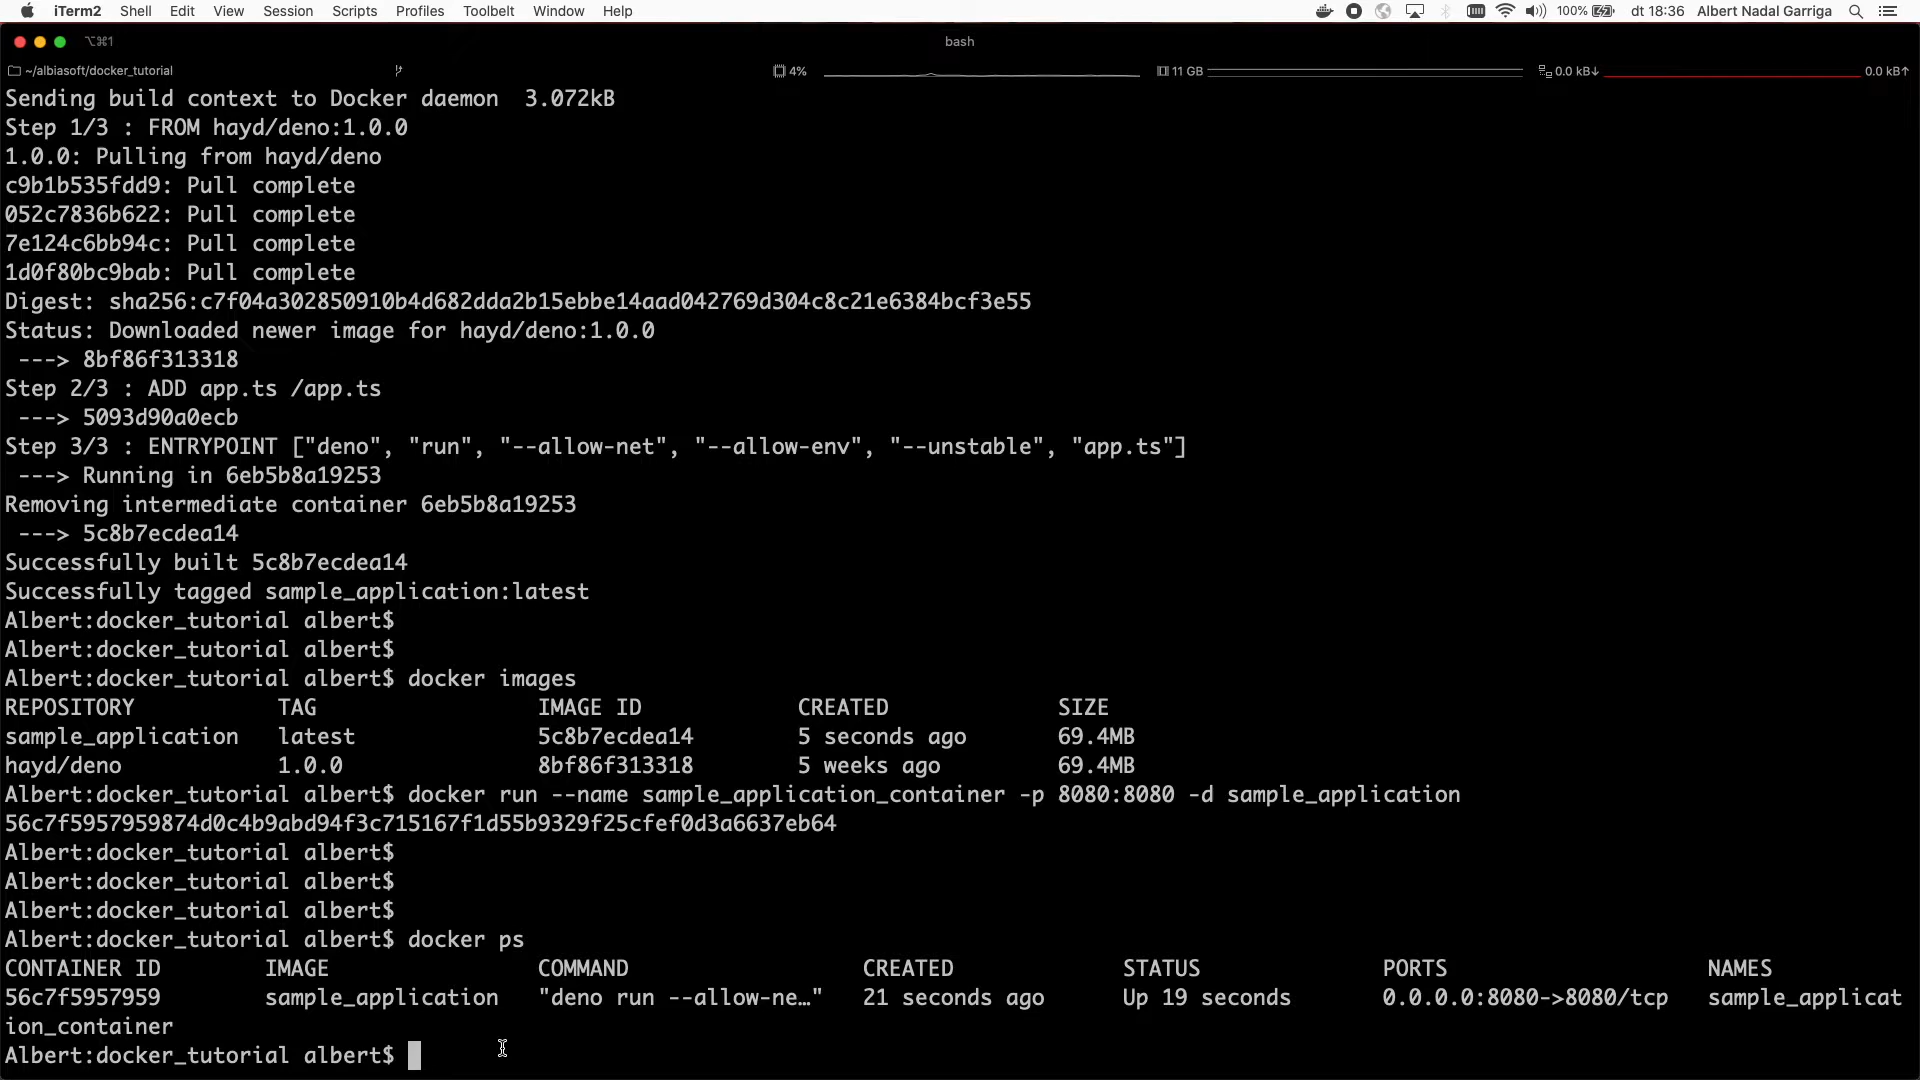 iTerm2 Shell Edit View Session Scripts Profiles Toolbelt Window Help 100% dt 18:36 Albert Nadal Garriga
⌥⌘1 bash
~/albiasoft/docker_tutorial 4% 11 GB 0.0 kB↓ 0.0 kB↑
Sending build context to Docker daemon  3.072kB
Step 1/3 : FROM hayd/deno:1.0.0
1.0.0: Pulling from hayd/deno
c9b1b535fdd9: Pull complete
052c7836b622: Pull complete
7e124c6bb94c: Pull complete
1d0f80bc9bab: Pull complete
Digest: sha256:c7f04a302850910b4d682dda2b15ebbe14aad042769d304c8c21e6384bcf3e55
Status: Downloaded newer image for hayd/deno:1.0.0
 ---> 8bf86f313318
Step 2/3 : ADD app.ts /app.ts
 ---> 5093d90a0ecb
Step 3/3 : ENTRYPOINT ["deno", "run", "--allow-net", "--allow-env", "--unstable", "app.ts"]
 ---> Running in 6eb5b8a19253
Removing intermediate container 6eb5b8a19253
 ---> 5c8b7ecdea14
Successfully built 5c8b7ecdea14
Successfully tagged sample_application:latest
Albert:docker_tutorial albert$
Albert:docker_tutorial albert$
Albert:docker_tutorial albert$ docker images
REPOSITORY           TAG                 IMAGE ID            CREATED             SIZE
sample_application   latest              5c8b7ecdea14        5 seconds ago       69.4MB
hayd/deno            1.0.0               8bf86f313318        5 weeks ago         69.4MB
Albert:docker_tutorial albert$ docker run --name sample_application_container -p 8080:8080 -d sample_application
56c7f5957959874d0c4b9abd94f3c715167f1d55b9329f25cfef0d3a6637eb64
Albert:docker_tutorial albert$
Albert:docker_tutorial albert$
Albert:docker_tutorial albert$
Albert:docker_tutorial albert$ docker ps
CONTAINER ID        IMAGE                COMMAND                  CREATED             STATUS              PORTS                    NAMES
56c7f5957959        sample_application   "deno run --allow-ne…"   21 seconds ago      Up 19 seconds       0.0.0.0:8080->8080/tcp   sample_applicat
ion_container
Albert:docker_tutorial albert$